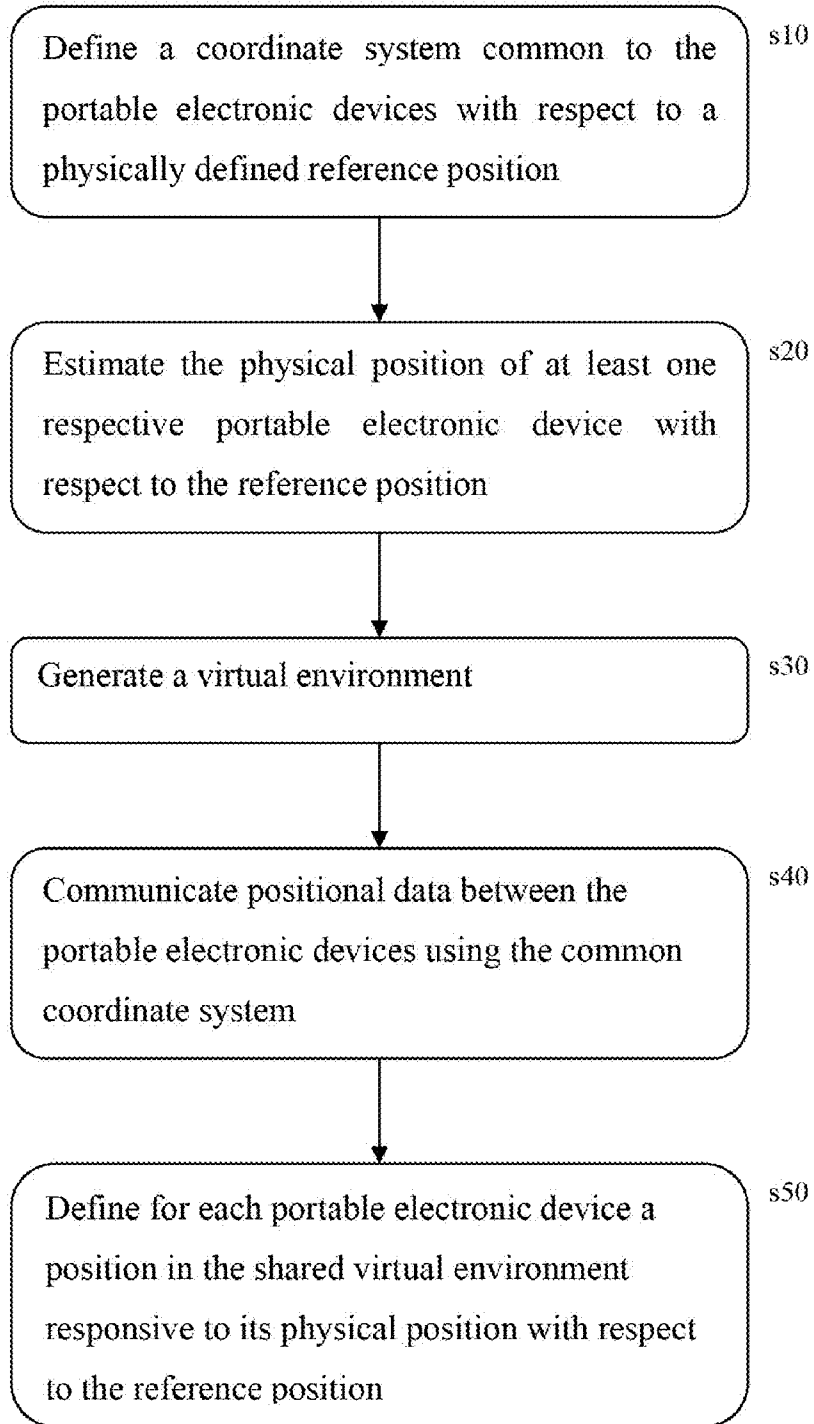 s10
Define a coordinate system common to the
portable electronic devices with respect to a
physically defined reference position
s20
Estimate the physical position of at least one
respective portable electronic device with
respect to the reference position
s30
Generate a virtual environment
s40
Communicate positional data between the
portable electronic devices using the common
coordinate system
s50
Define for each portable electronic device a
position in the shared virtual environment
responsive to its physical position with respect
to the reference position